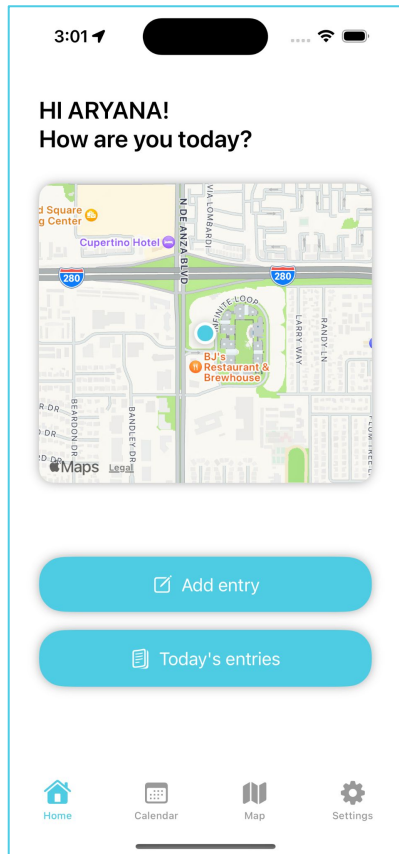 3:01
HI ARYANA!
How are you today?
d Square
g Center
Cupertino Hotel
N DE ANZA BLVD
VIA LOMBARDI
280
280
INFINITE LOOP
BJ's
Restaurant &
Brewhouse
LARRY WAY
RANDY LN
R DR
D DR
BEARDON DR
BANDLEY DR
Maps
Legal
Add entry
Today's entries
Home
Calendar
Map
Settings